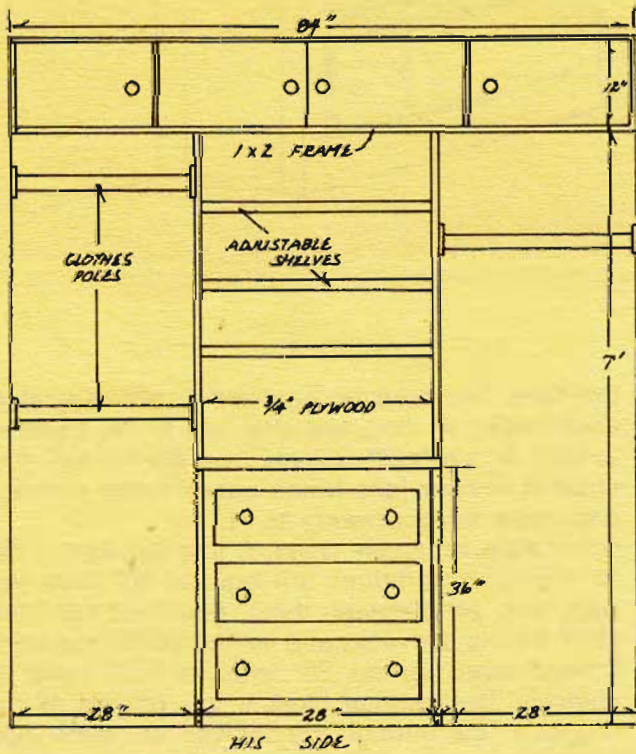 84"
12"
1 x 2 FRAME
ADJUSTABLE
SHELVES
CLOTHES
POLES
7'
3/4" PLYWOOD
36"
28"
28"
28"
HIS SIDE